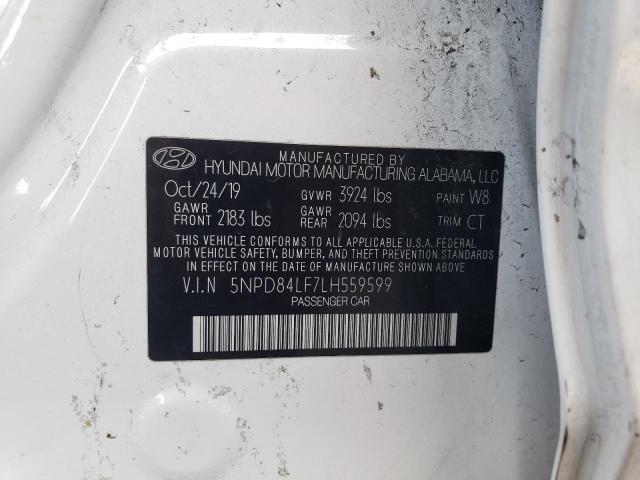 MANUFACTURED BY
HYUNDAI MOTOR MANUFACTURING ALABAMA, LLC
Oct/24/19 GVWR 3924 lbs PAINT W8
GAWR FRONT 2183 lbs GAWR REAR 2094 lbs TRIM CT
THIS VEHICLE CONFORMS TO ALL APPLICABLE U.S.A. FEDERAL
MOTOR VEHICLE SAFETY, BUMPER, AND THEFT PREVENTION STANDARDS
IN EFFECT ON THE DATE OF MANUFACTURE SHOWN ABOVE.
V.I.N 5NPD84LF7LH559599
PASSENGER CAR